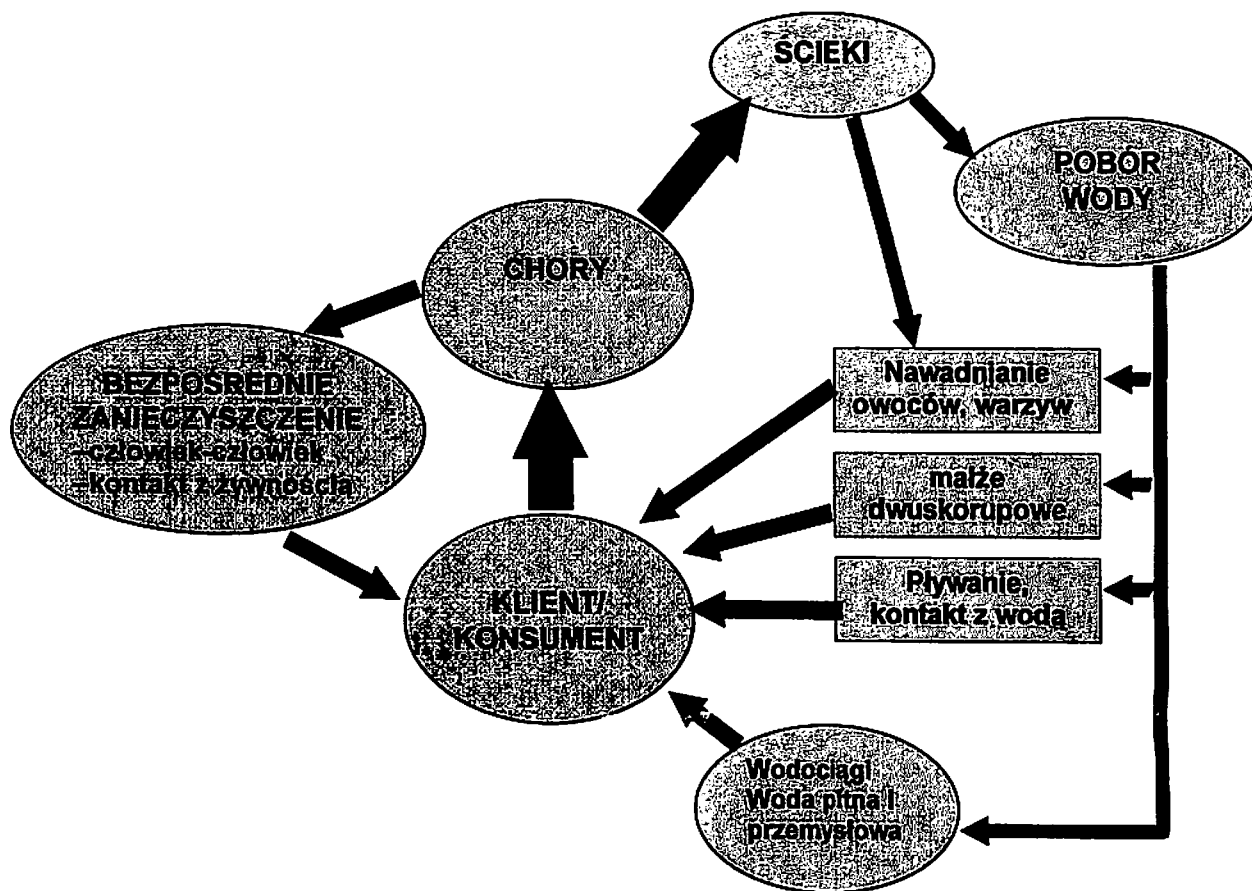 ŚCIEKI
POBÓR
WODY
CHORY
BEZPOŚREDNIE
ZANIECZYSZCZENIE
–człowiek-człowiek
–kontakt z żywnością
Nawadnianie
owoców, warzyw
małże
dwuskorupowe
Pływanie,
kontakt z wodą
KLIENT/
KONSUMENT
Wodociągi
Woda pitna i
przemysłowa